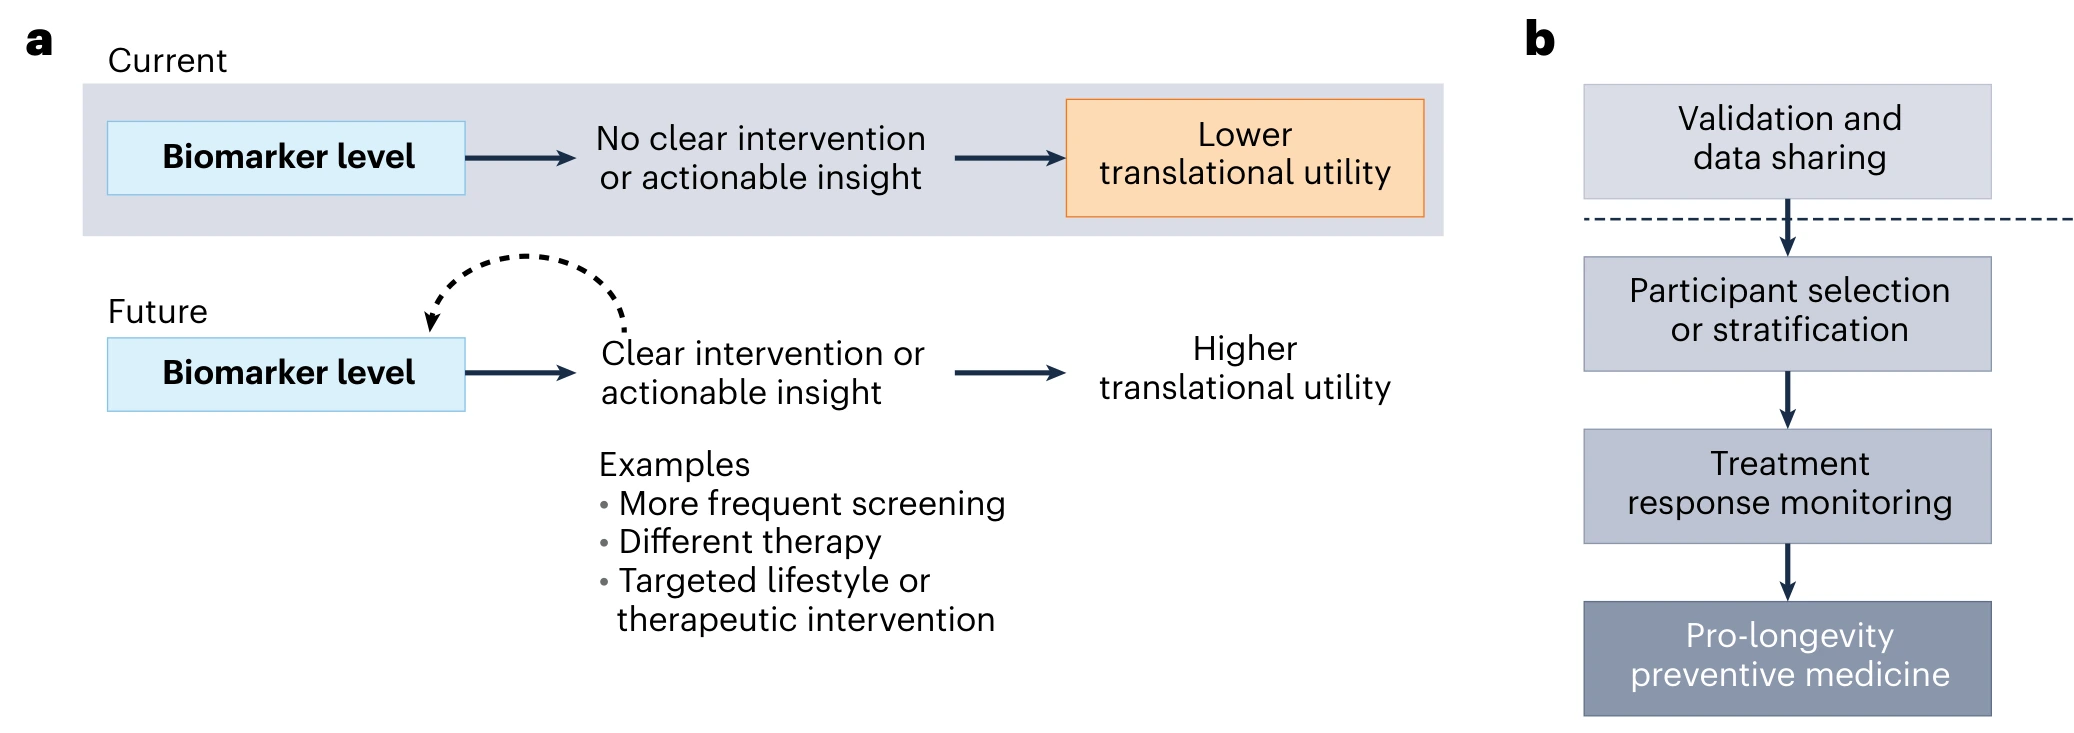 a
Current
Biomarker level
No clear intervention
or actionable insight
Lower
translational utility
Future
Biomarker level
Clear intervention or
actionable insight
Higher
translational utility
Examples
• More frequent screening
• Different therapy
• Targeted lifestyle or
therapeutic intervention
b
Validation and
data sharing
Participant selection
or stratification
Treatment
response monitoring
Pro-longevity
preventive medicine